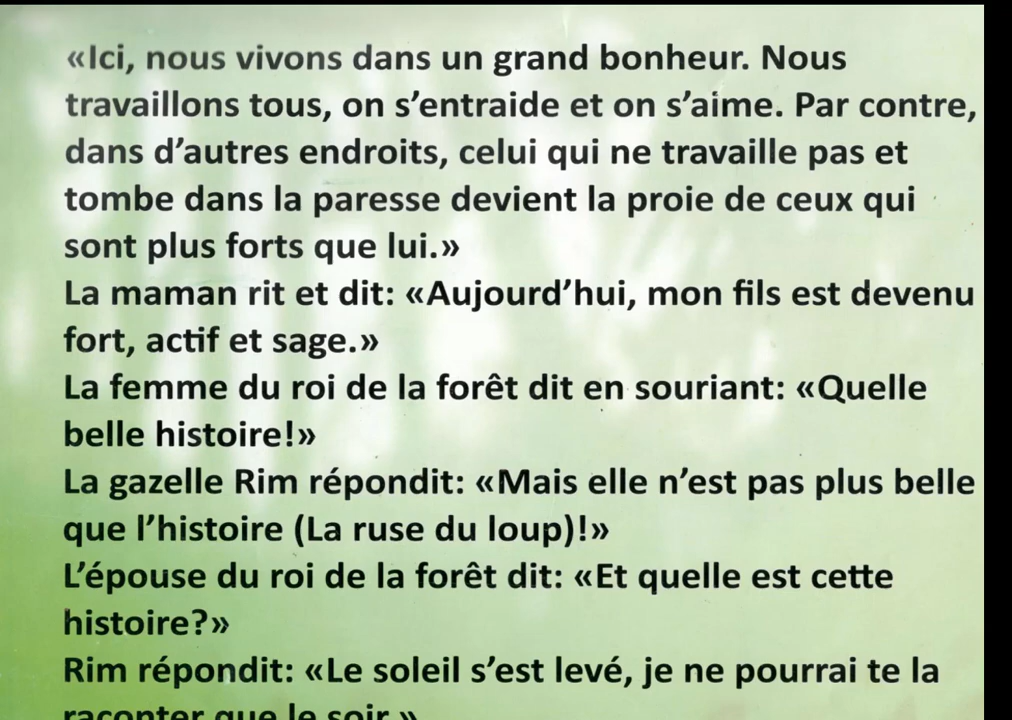 «Ici, nous vivons dans un grand bonheur. Nous
travaillons tous, on s’entraide et on s’aime. Par contre,
dans d’autres endroits, celui qui ne travaille pas et
tombe dans la paresse devient la proie de ceux qui
sont plus forts que lui.»
La maman rit et dit: «Aujourd’hui, mon fils est devenu
fort, actif et sage.»
La femme du roi de la forêt dit en souriant: «Quelle
belle histoire!»
La gazelle Rim répondit: «Mais elle n’est pas plus belle
que l’histoire (La ruse du loup)!»
L’épouse du roi de la forêt dit: «Et quelle est cette
histoire?»
Rim répondit: «Le soleil s’est levé, je ne pourrai te la
raconter que le soir.»